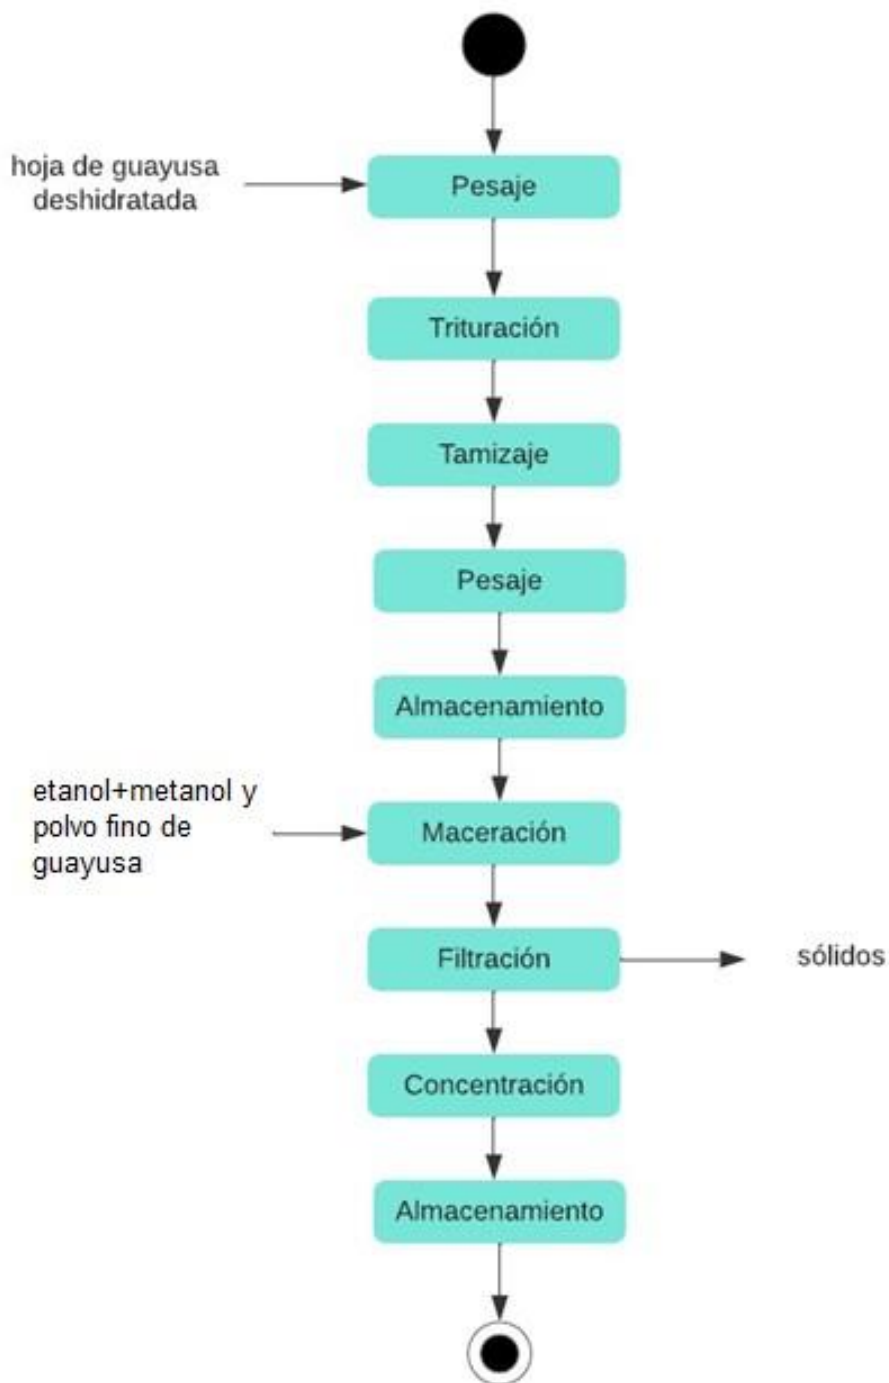 hoja de guayusa
deshidratada
Pesaje
Trituración
Tamizaje
Pesaje
Almacenamiento
etanol+metanol y
polvo fino de
guayusa
Maceración
Filtración
sólidos
Concentración
Almacenamiento